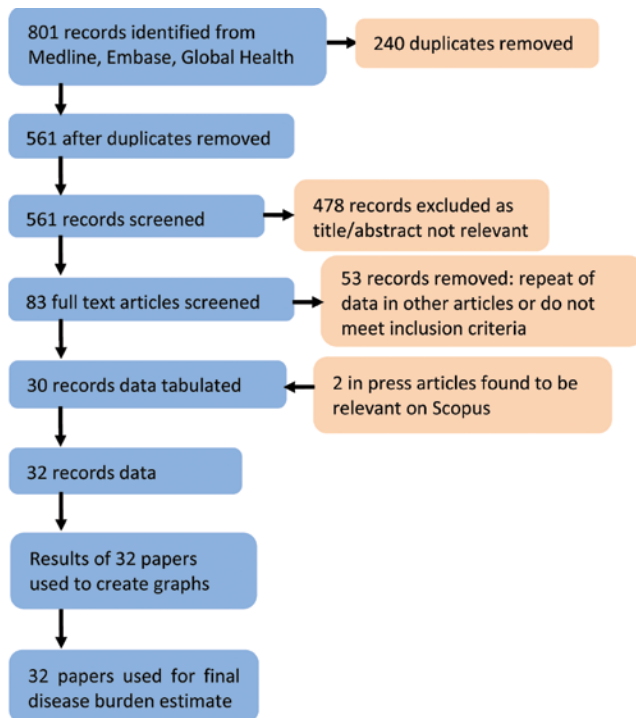 801 records identified from
Medline, Embase, Global Health
240 duplicates removed
561 after duplicates removed
561 records screened
478 records excluded as
title/abstract not relevant
83 full text articles screened
53 records removed: repeat of
data in other articles or do not
meet inclusion criteria
30 records data tabulated
2 in press articles found to be
relevant on Scopus
32 records data
Results of 32 papers
used to create graphs
32 papers used for final
disease burden estimate